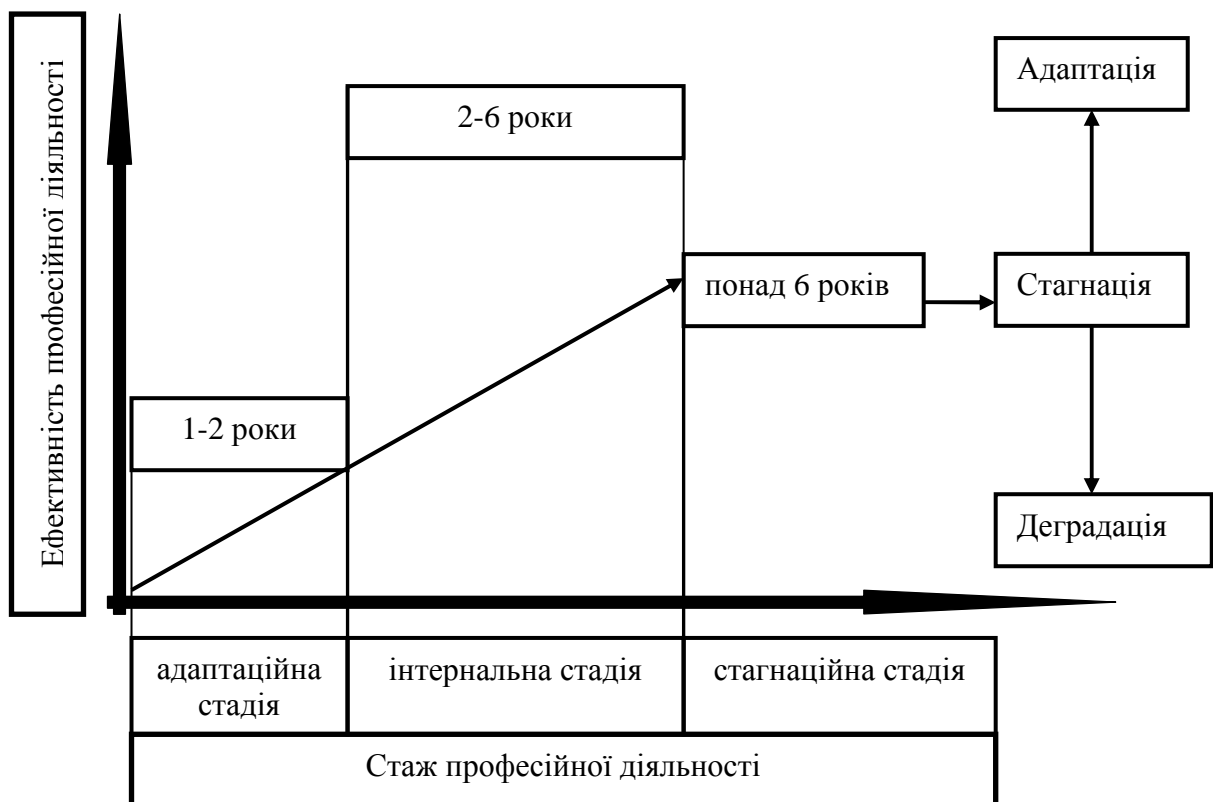 Ефективність професійної діяльності
2-6 роки
Адаптація
понад 6 років
Стагнація
1-2 роки
Деградація
адаптаційна
стадія
інтернальна стадія
стагнаційна стадія
Стаж професійної діяльності